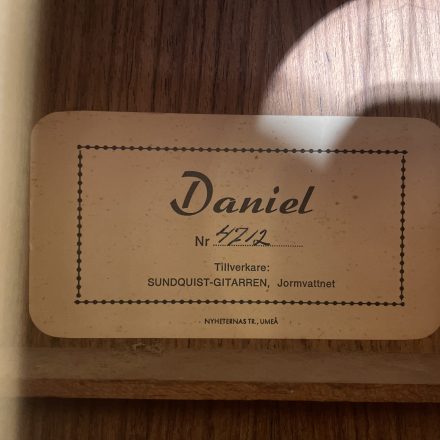 Daniel
Nr 4712
Tillverkare:
SUNDQUIST-GITARREN, Jormvattnet
NYHETERNAS TR., UMEÅ